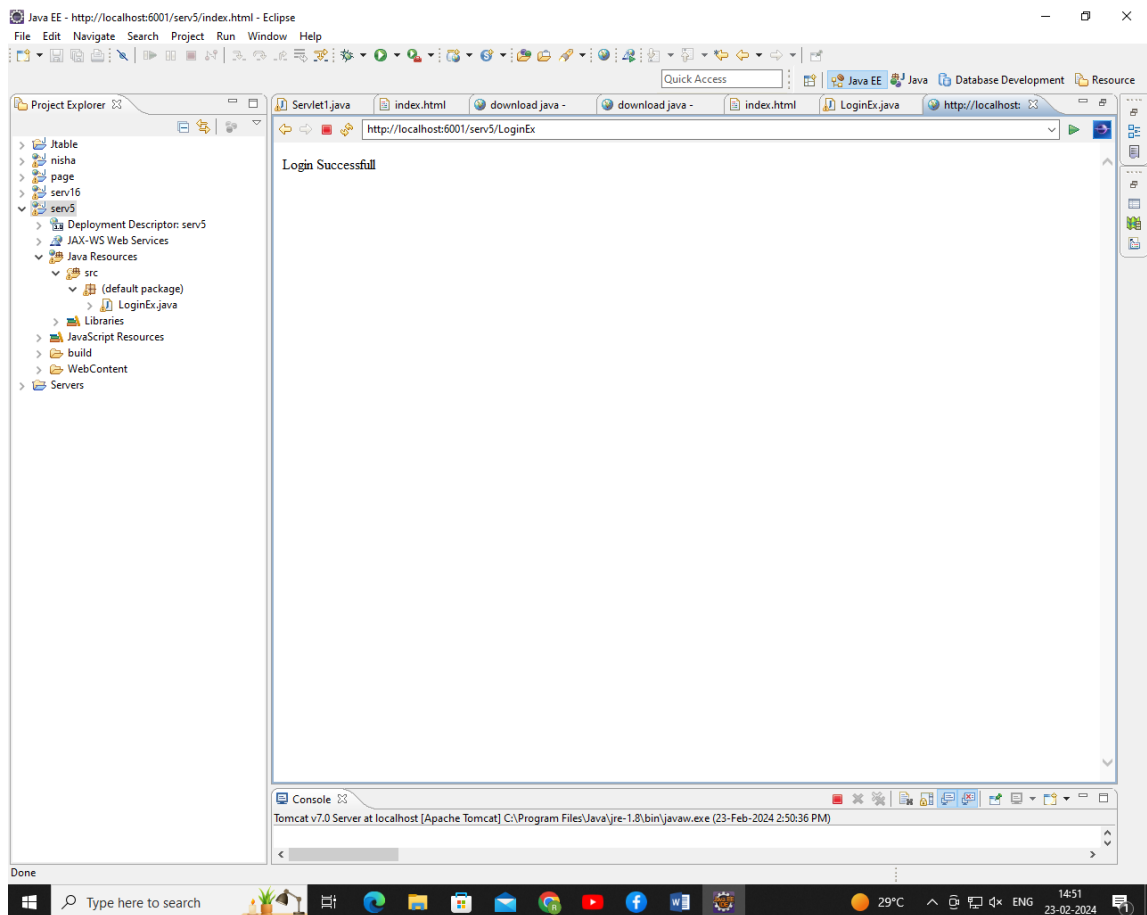 Java EE - http://localhost:6001/serv5/index.html - Eclipse
File Edit Navigate Search Project Run Window Help
Quick Access
Java EE Java Database Development Resource
Project Explorer
Servlet1.java index.html download java - download java - index.html LoginEx.java http://localhost:
http://localhost:6001/serv5/LoginEx
Login Successfull
Jtable
nisha
page
serv16
serv5
Deployment Descriptor: serv5
JAX-WS Web Services
Java Resources
src
(default package)
LoginEx.java
Libraries
JavaScript Resources
build
WebContent
Servers
Console
Tomcat v7.0 Server at localhost [Apache Tomcat] C:\Program Files\Java\jre-1.8\bin\javaw.exe (23-Feb-2024 2:50:36 PM)
Done
Type here to search
29°C
ENG
14:51
23-02-2024